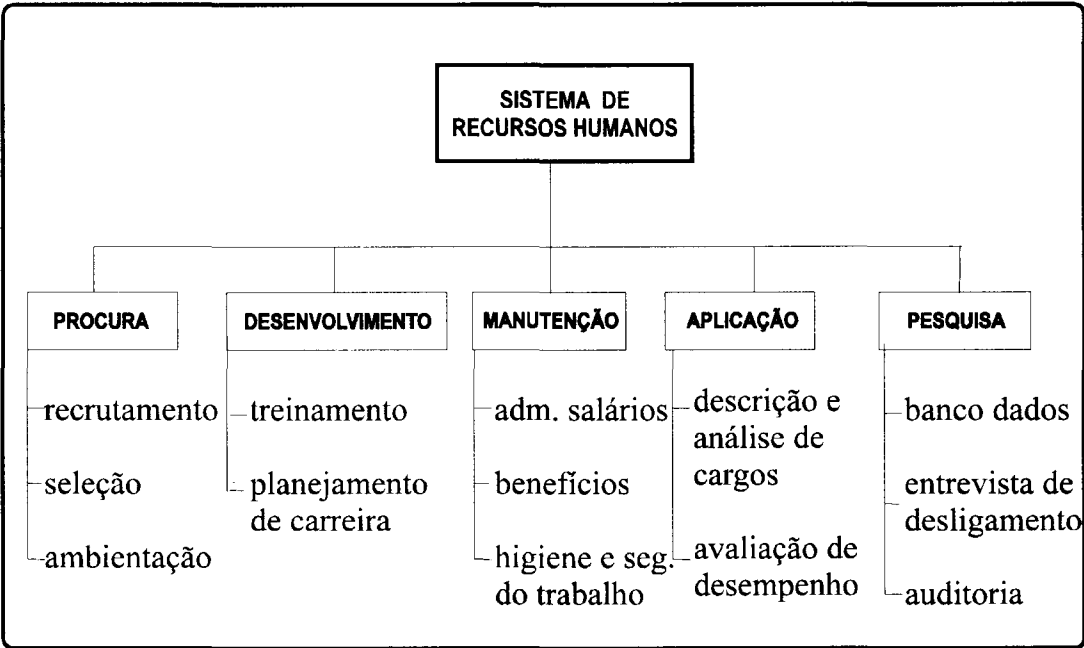 SISTEMA DE
RECURSOS HUMANOS
PROCURA
recrutamento
seleção
ambientação
DESENVOLVIMENTO
treinamento
planejamento
de carreira
MANUTENÇÃO
adm. salários
benefícios
higiene e seg.
do trabalho
APLICAÇÃO
descrição e
análise de
cargos
avaliação de
desempenho
PESQUISA
banco dados
entrevista de
desligamento
auditoria